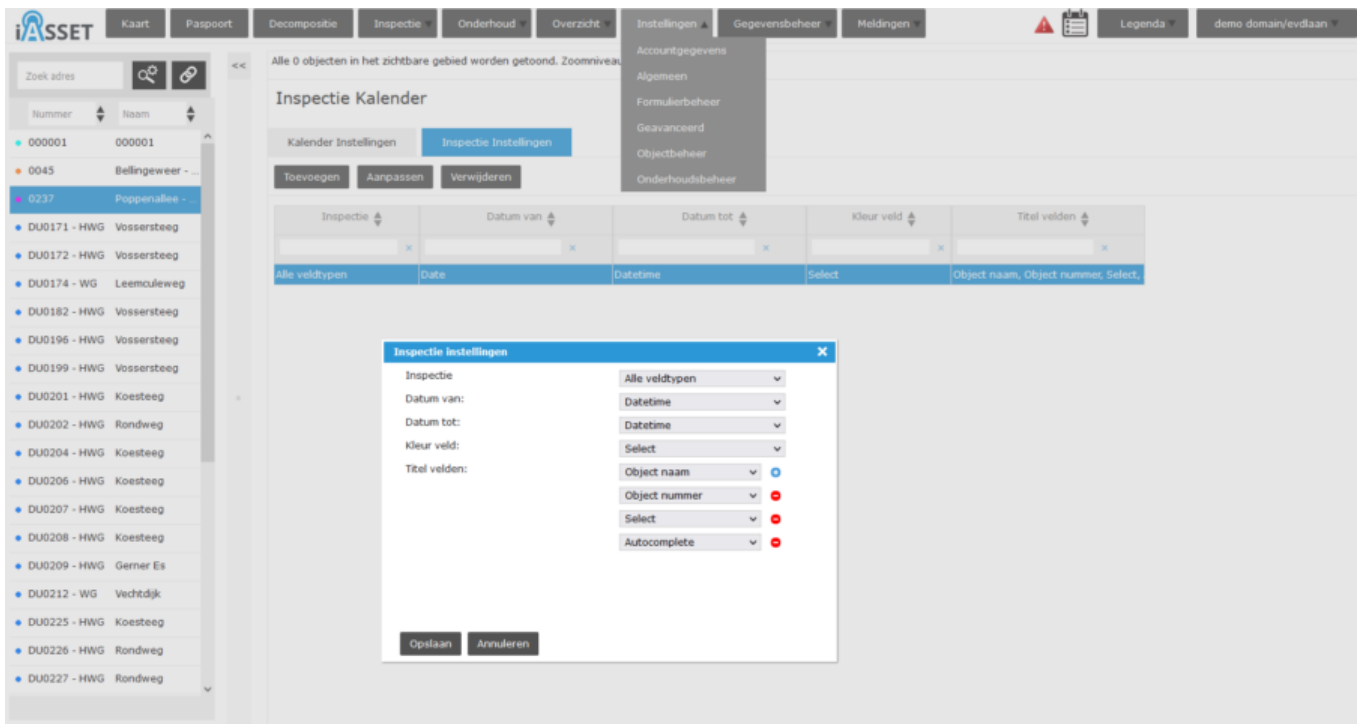 iASSET
Kaart
Paspoort
Decompositie
Inspectie
Onderhoud
Overzicht
Instellingen
Gegevensbeheer
Meldingen
Legenda
demo domain/evdlaan
Accountgegevens
Algemeen
Formulierbeheer
Geavanceerd
Objectbeheer
Onderhoudsbeheer
Zoek adres
<<
Alle 0 objecten in het zichtbare gebied worden getoond. Zoomniveau
Nummer Naam
000001 000001
0045 Bellingeweer - ...
0237 Poppenallee - ...
DU0171 - HWG Vossersteeg
DU0172 - HWG Vossersteeg
DU0174 - WG Leemculeweg
DU0182 - HWG Vossersteeg
DU0196 - HWG Vossersteeg
DU0199 - HWG Vossersteeg
DU0201 - HWG Koesteeg
DU0202 - HWG Rondweg
DU0204 - HWG Koesteeg
DU0206 - HWG Koesteeg
DU0207 - HWG Koesteeg
DU0208 - HWG Koesteeg
DU0209 - HWG Gerner Es
DU0212 - WG Vechtdijk
DU0225 - HWG Koesteeg
DU0226 - HWG Rondweg
DU0227 - HWG Rondweg
Inspectie Kalender
Kalender Instellingen
Inspectie Instellingen
Toevoegen
Aanpassen
Verwijderen
Inspectie Datum van Datum tot Kleur veld Titel velden
Alle veldtypen Date Datetime Select Object naam, Object nummer, Select,
Inspectie instellingen
Inspectie Alle veldtypen
Datum van: Datetime
Datum tot: Datetime
Kleur veld: Select
Titel velden: Object naam
Object nummer
Select
Autocomplete
Opslaan
Annuleren